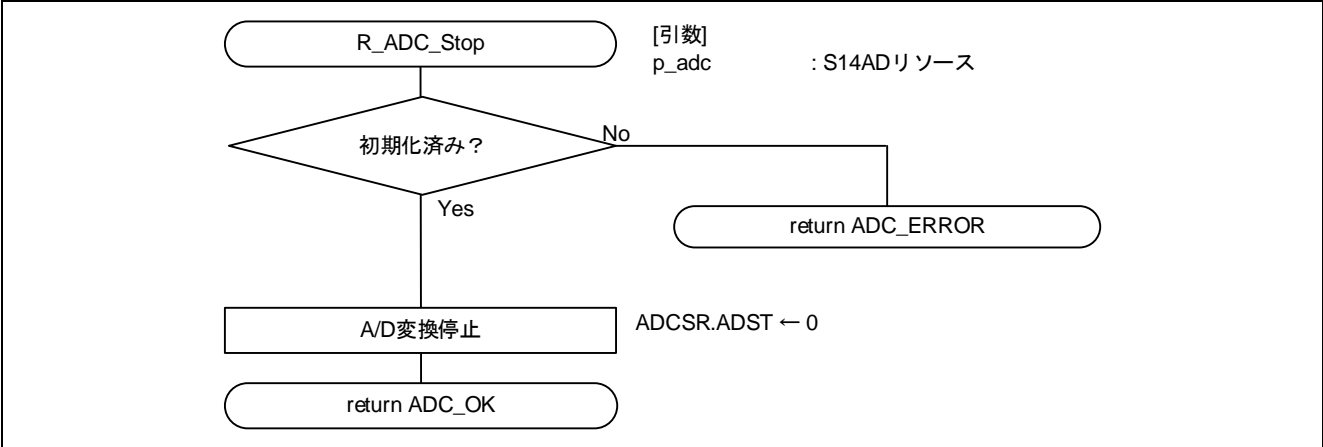 R_ADC_Stop
[引数]
p_adc : S14ADリソース
初期化済み？
No
Yes
return ADC_ERROR
A/D変換停止
ADCSR.ADST ← 0
return ADC_OK